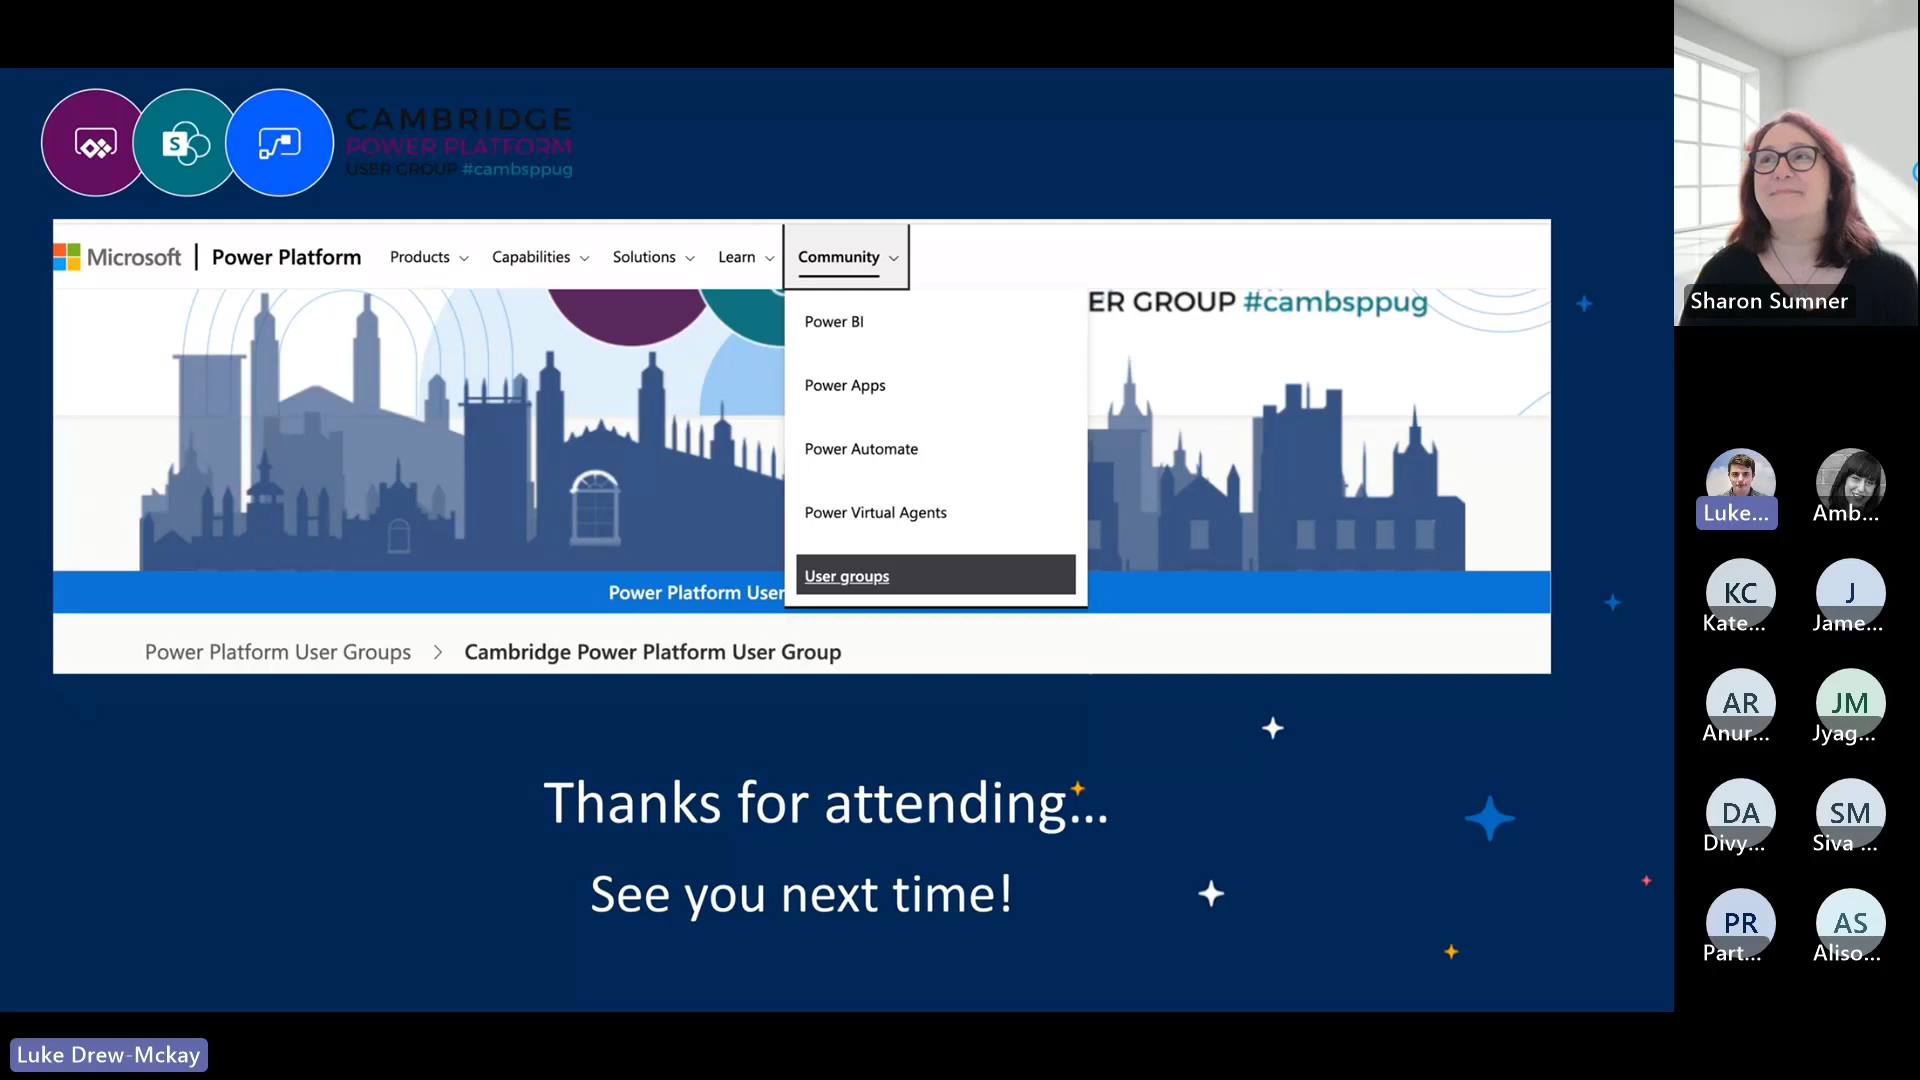 CAMBRIDGE
POWER PLATFORM
USER GROUP #cambsppug
Microsoft | Power Platform Products Capabilities Solutions Learn Community
ER GROUP #cambsppug
Power BI
Power Apps
Power Automate
Power Virtual Agents
User groups
Power Platform User
Power Platform User Groups > Cambridge Power Platform User Group
Thanks for attending...
See you next time!
Luke Drew-Mckay
Sharon Sumner
Luke... Amb...
KC J
Kate... Jame...
AR JM
Anur... Jyag...
DA SM
Divy... Siva ...
PR AS
Part... Aliso...